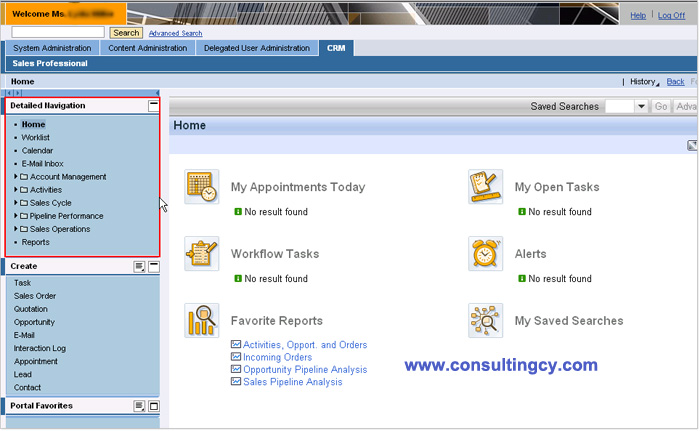 Welcome Ms.
Help | Log Off
Search Advanced Search
System Administration Content Administration Delegated User Administration CRM
Sales Professional
Home | History Back
Detailed Navigation
Saved Searches Go Adva
Home
Home
Worklist
Calendar
E-Mail Inbox
Account Management
Activities
Sales Cycle
Pipeline Performance
Sales Operations
Reports
My Appointments Today
No result found
My Open Tasks
No result found
Workflow Tasks
No result found
Alerts
No result found
Favorite Reports
Activities, Opport. and Orders
Incoming Orders
Opportunity Pipeline Analysis
Sales Pipeline Analysis
My Saved Searches
www.consultingcy.com
Create
Task
Sales Order
Quotation
Opportunity
E-Mail
Interaction Log
Appointment
Lead
Contact
Portal Favorites